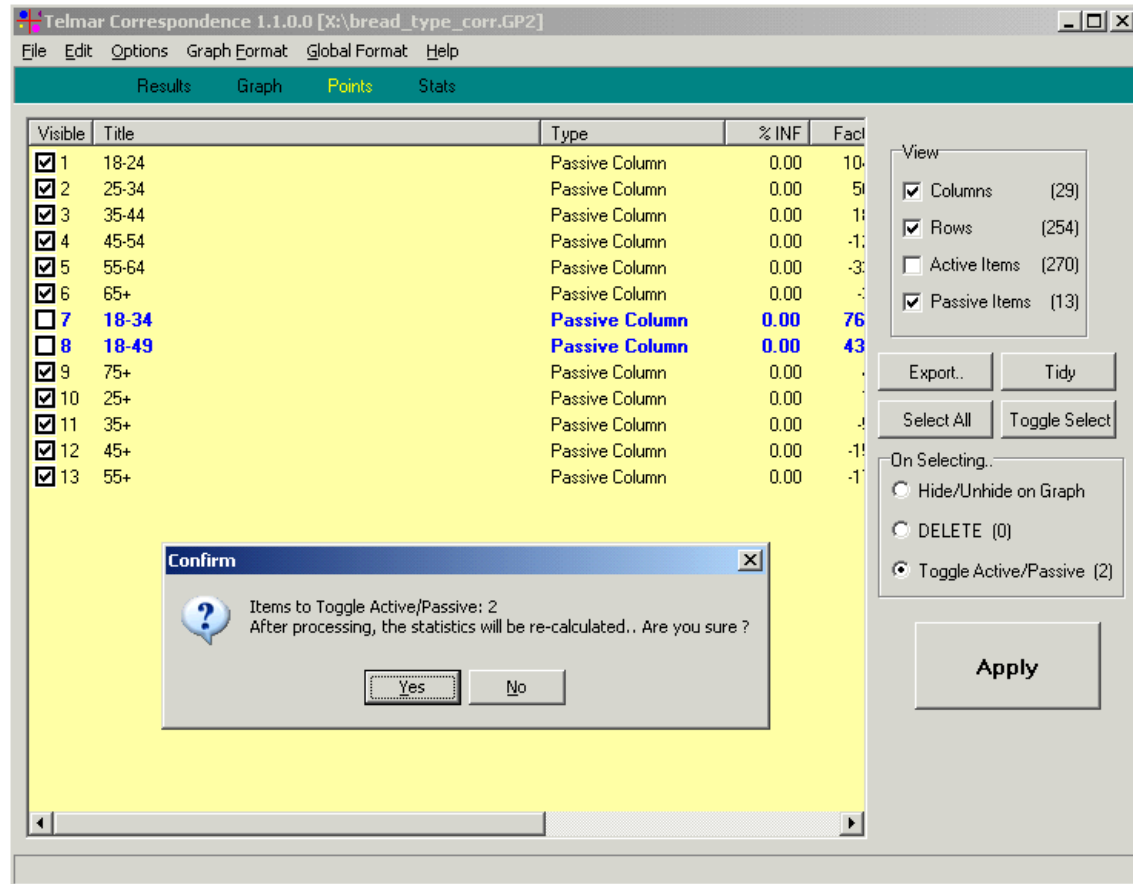 Telmar Correspondence 1.1.0.0 [X:\bread_type_corr.GP2]
File Edit Options Graph Format Global Format Help
Results Graph Points Stats
Visible Title Type % INF Fact
1 18-24 Passive Column 0.00 10
2 25-34 Passive Column 0.00 5
3 35-44 Passive Column 0.00 1
4 45-54 Passive Column 0.00 -1
5 55-64 Passive Column 0.00 -3
6 65+ Passive Column 0.00
7 18-34 Passive Column 0.00 76
8 18-49 Passive Column 0.00 43
9 75+ Passive Column 0.00
10 25+ Passive Column 0.00
11 35+ Passive Column 0.00
12 45+ Passive Column 0.00 -1
13 55+ Passive Column 0.00 -1
View
Columns (29)
Rows (254)
Active Items (270)
Passive Items (13)
Export.. Tidy
Select All Toggle Select
On Selecting..
Hide/Unhide on Graph
DELETE (0)
Toggle Active/Passive (2)
Apply
Confirm
Items to Toggle Active/Passive: 2
After processing, the statistics will be re-calculated.. Are you sure ?
Yes No